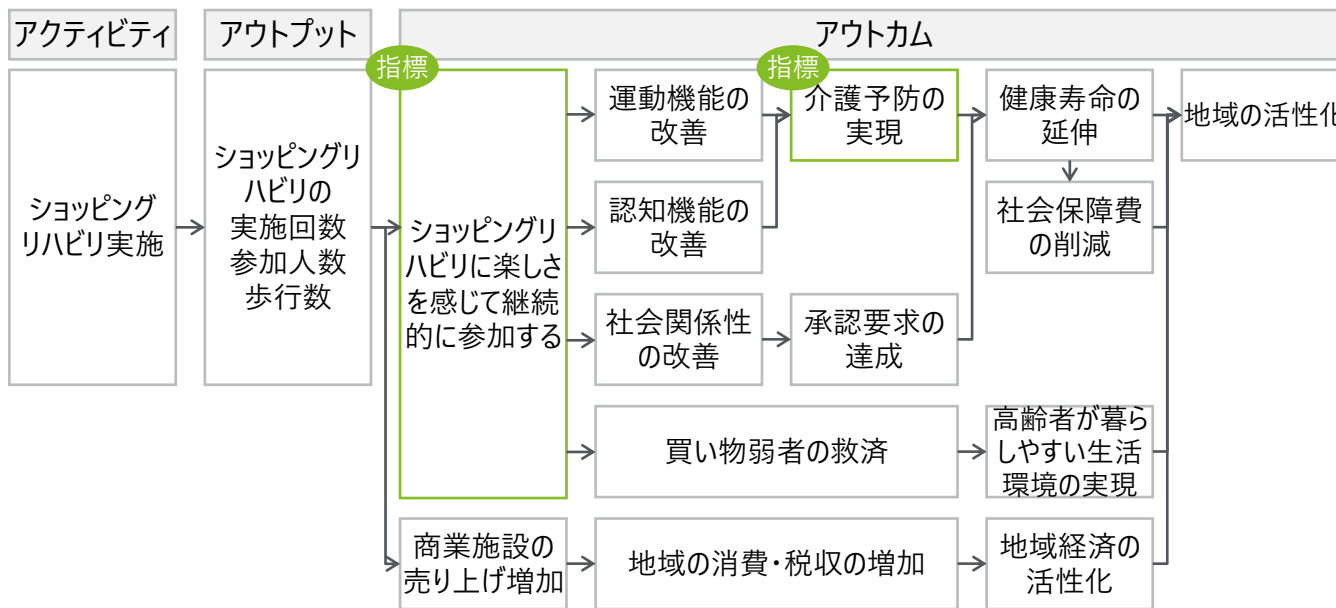 アクティビティ
アウトプット
アウトカム
指標
指標
ショッピング
リハビリ実施
ショッピングリ
ハビリの
実施回数
参加人数
歩行数
ショッピングリ
ハビリに楽しさ
を感じて継続
的に参加する
運動機能の
改善
介護予防の
実現
健康寿命の
延伸
地域の活性化
認知機能の
改善
社会保障費
の削減
社会関係性
の改善
承認要求の
達成
買い物弱者の救済
高齢者が暮ら
しやすい生活
環境の実現
商業施設の
売り上げ増加
地域の消費・税収の増加
地域経済の
活性化